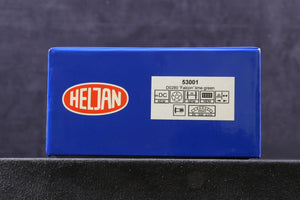 HELJAN
53001
D0280 'Falcon' lime green
DC